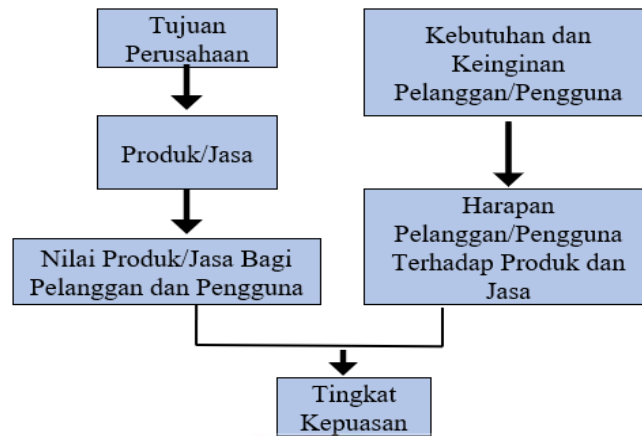 Tujuan
Perusahaan
Produk/Jasa
Nilai Produk/Jasa Bagi
Pelanggan dan Pengguna
Kebutuhan dan
Keinginan
Pelanggan/Pengguna
Harapan
Pelanggan/Pengguna
Terhadap Produk dan
Jasa
Tingkat
Kepuasan